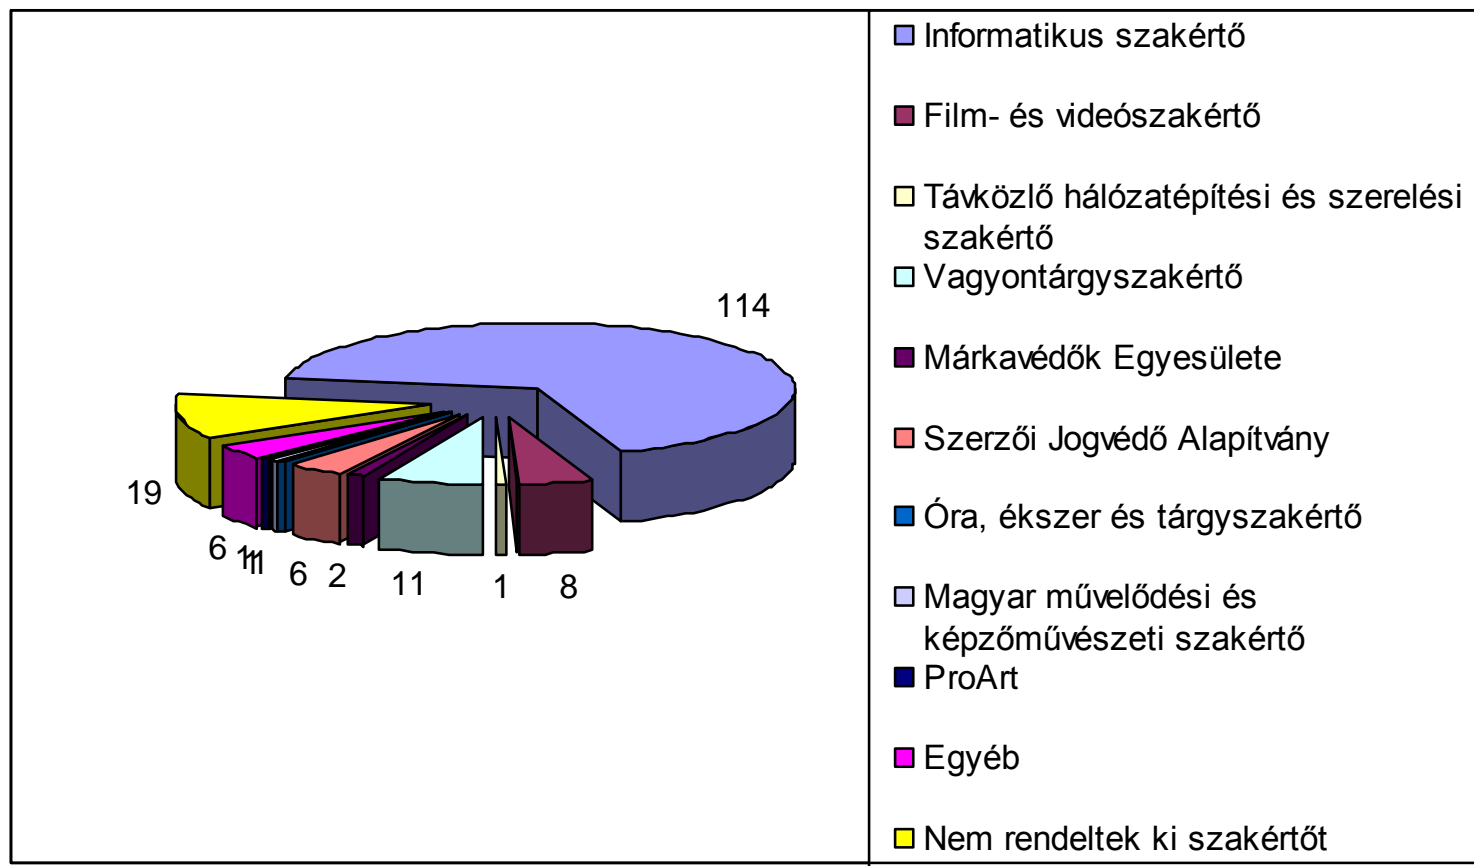 114
19
6
1
1
1
6
2
11
1
8
Informatikus szakértő
Film- és videószakértő
Távközlő hálózatépítési és szerelési
szakértő
Vagyontárgyszakértő
Márkavédők Egyesülete
Szerzői Jogvédő Alapítvány
Óra, ékszer és tárgyszakértő
Magyar művelődési és
képzőművészeti szakértő
ProArt
Egyéb
Nem rendeltek ki szakértőt